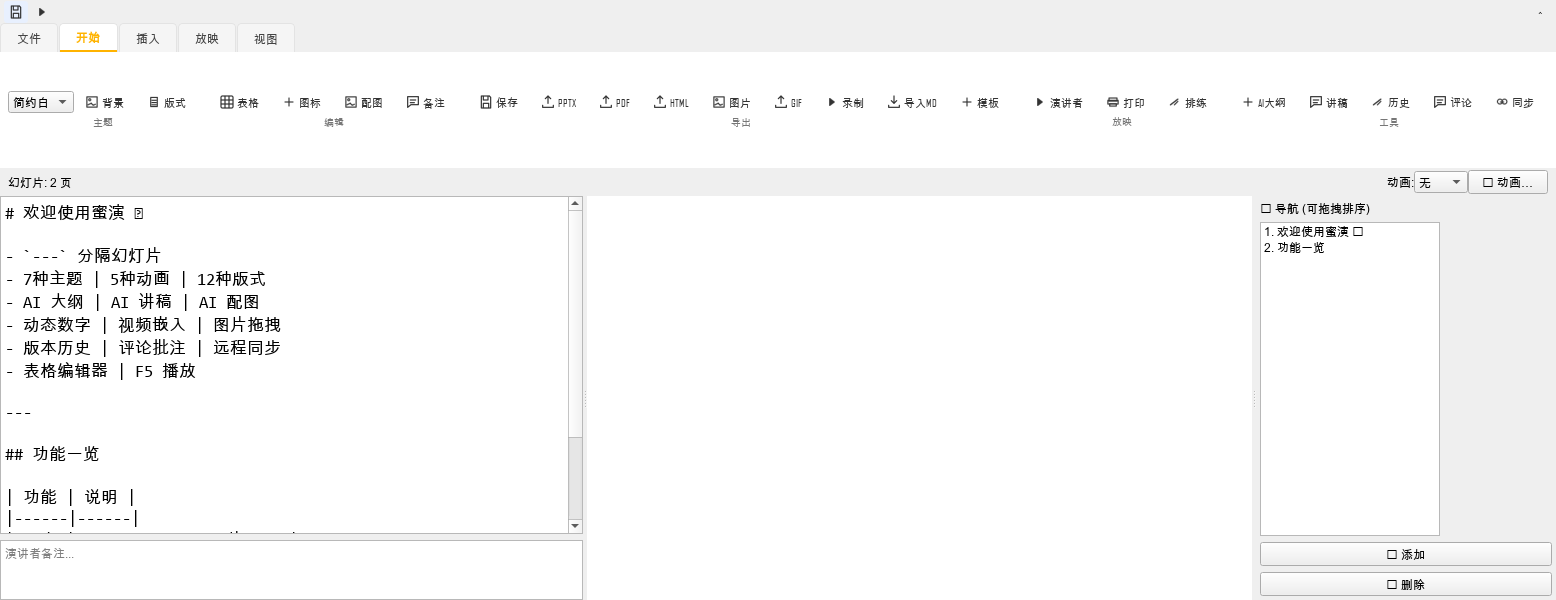 文件 开始 插入 放映 视图
简约白 背景 版式 表格 图标 配图 备注 保存 PPTX PDF HTML 图片 GIF 录制 导入MD 模板 演讲者 打印 排练 AI大纲 讲稿 历史 评论 同步
主题 编辑 导出 放映 工具
幻灯片: 2 页
动画: 无 动画...
# 欢迎使用蜜演
- `---` 分隔幻灯片
- 7种主题 | 5种动画 | 12种版式
- AI 大纲 | AI 讲稿 | AI 配图
- 动态数字 | 视频嵌入 | 图片拖拽
- 版本历史 | 评论批注 | 远程同步
- 表格编辑器 | F5 播放
---
## 功能一览
| 功能 | 说明 |
|------|------|
演讲者备注...
导航 (可拖拽排序)
1. 欢迎使用蜜演
2. 功能一览
添加
删除